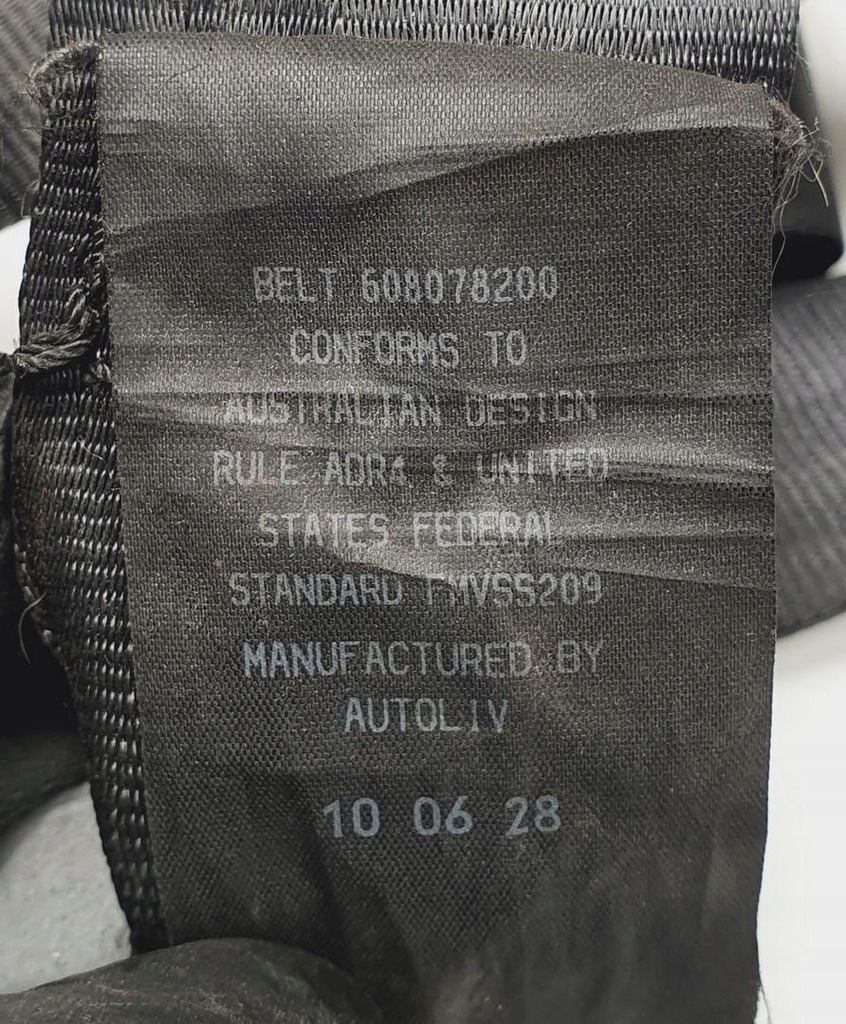 BELT 608078200
CONFORMS TO
AUSTRALIAN DESIGN
RULE ADR4 & UNITED
STATES FEDERAL
STANDARD FMVSS209
MANUFACTURED BY
AUTOLIV
10 06 28